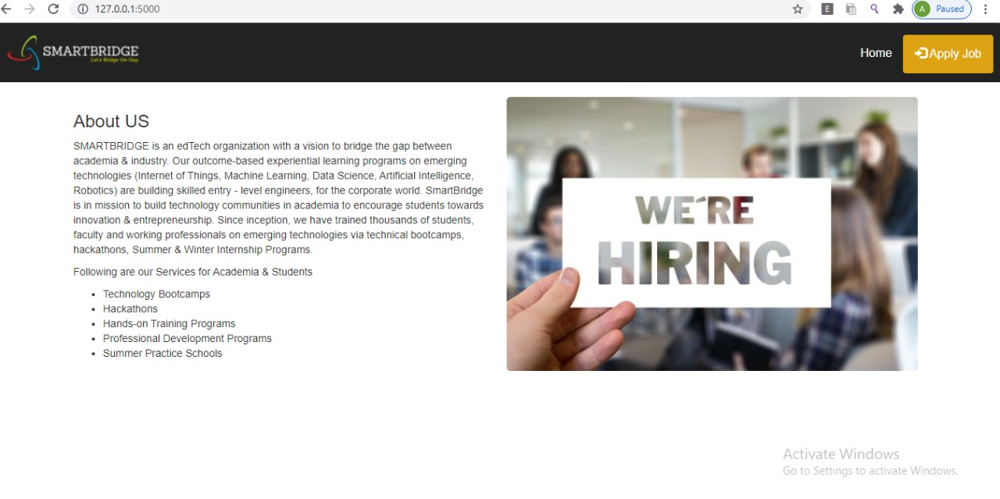 127.0.0.1:5000
E
A
Paused
SMARTBRIDGE
Let's Bridge the Gap
Home
Apply Job
About US
SMARTBRIDGE is an edTech organization with a vision to bridge the gap between
academia & industry. Our outcome-based experiential learning programs on emerging
technologies (Internet of Things, Machine Learning, Data Science, Artificial Intelligence,
Robotics) are building skilled entry - level engineers, for the corporate world. SmartBridge
is in mission to build technology communities in academia to encourage students towards
innovation & entrepreneurship. Since inception, we have trained thousands of students,
faculty and working professionals on emerging technologies via technical bootcamps,
hackathons, Summer & Winter Internship Programs.
Following are our Services for Academia & Students
• Technology Bootcamps
• Hackathons
• Hands-on Training Programs
• Professional Development Programs
• Summer Practice Schools
WE´RE
HIRING
Activate Windows
Go to Settings to activate Windows.